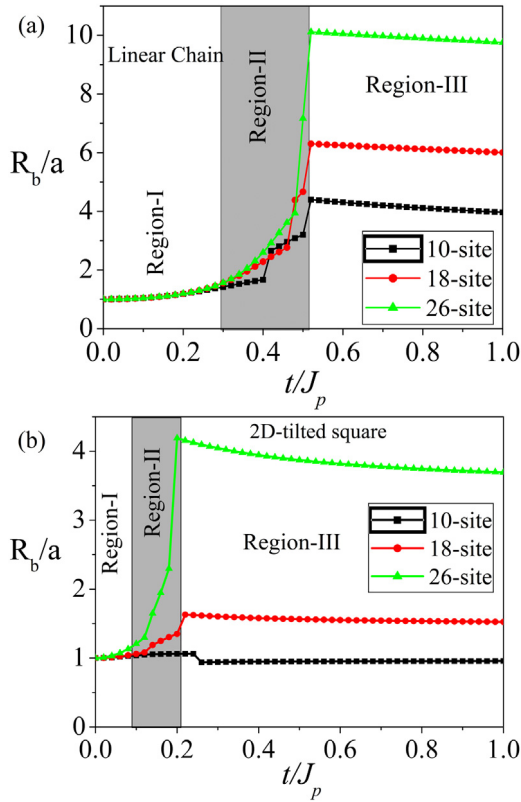 (a)
10
8
6
4
2
0
R_b/a
Linear Chain
Region-I
Region-II
Region-III
10-site
18-site
26-site
0.0 0.2 0.4 0.6 0.8 1.0
t/J_p
(b)
4
2
1
0
R_b/a
2D-tilted square
Region-I
Region-II
Region-III
10-site
18-site
26-site
0.0 0.2 0.4 0.6 0.8 1.0
t/J_p